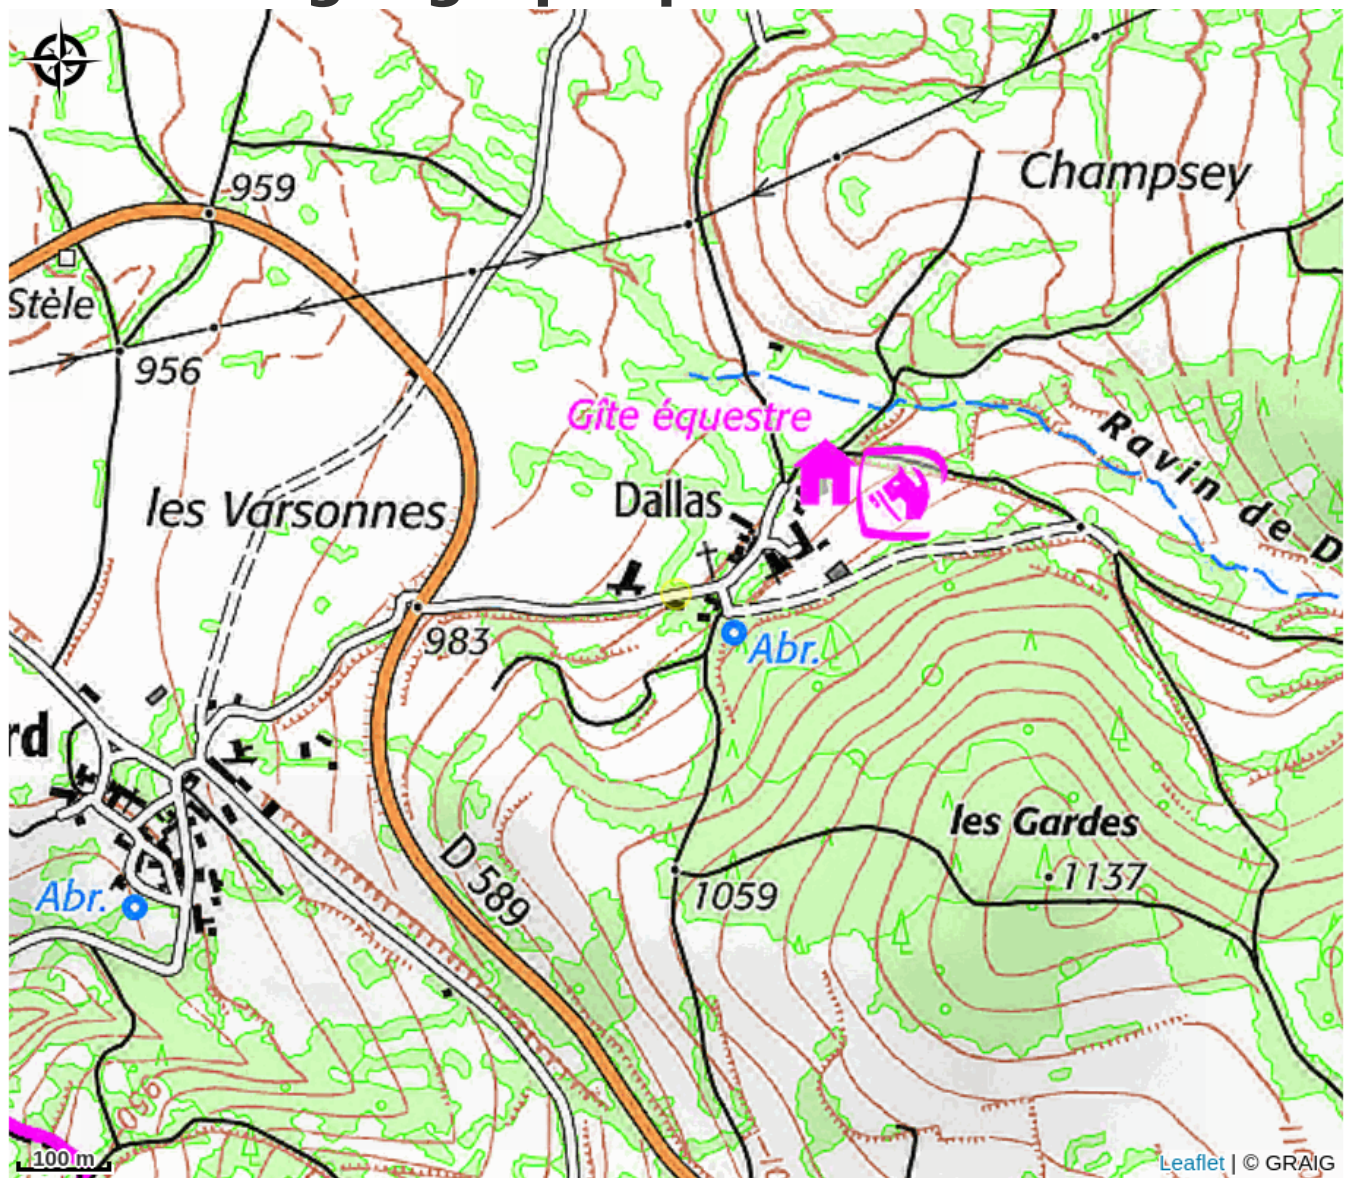 959
Champsey
Stèle
956
Gîte équestre
Ravin de D
Dallas
les Varsonnes
983
Abr.
rd
les Gardes
D 589
1137
1059
Abr.
950
100 m
Leaflet | © GRAIG